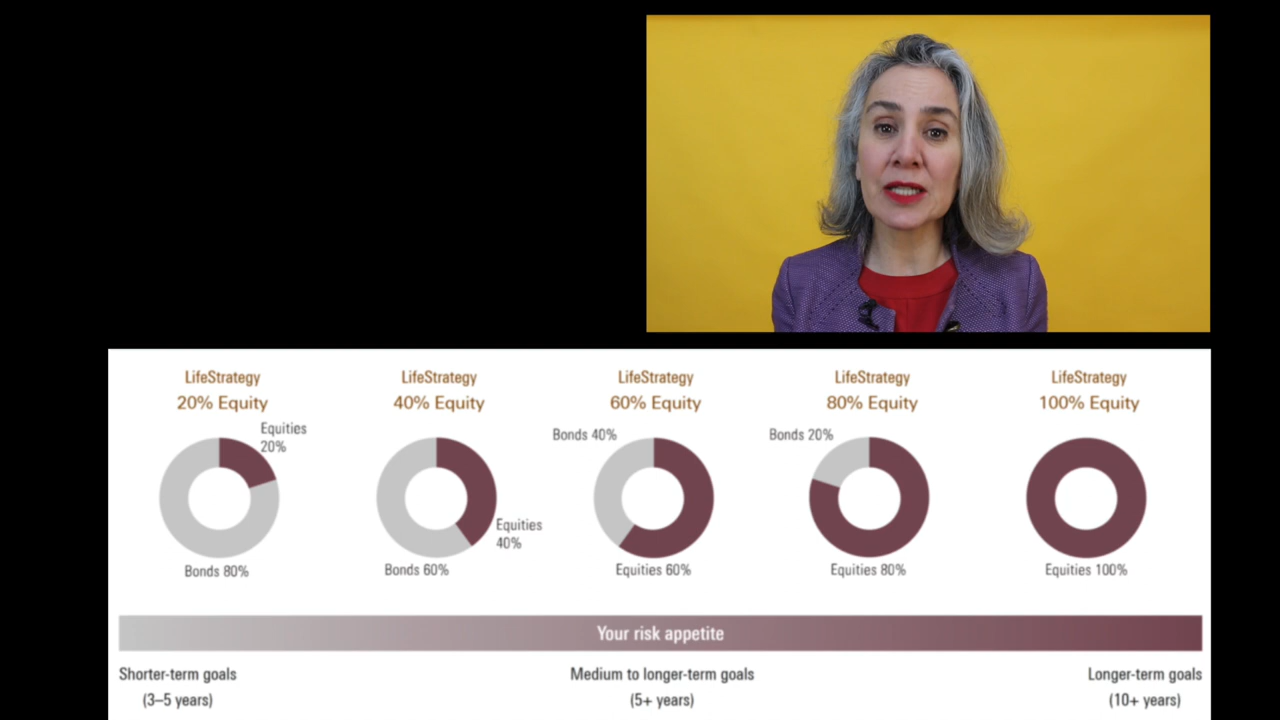 LifeStrategy
20% Equity
Equities
20%
Bonds 80%
LifeStrategy
40% Equity
Equities
40%
Bonds 60%
LifeStrategy
60% Equity
Bonds 40%
Equities 60%
LifeStrategy
80% Equity
Bonds 20%
Equities 80%
LifeStrategy
100% Equity
Equities 100%
Your risk appetite
Shorter-term goals
(3–5 years)
Medium to longer-term goals
(5+ years)
Longer-term goals
(10+ years)